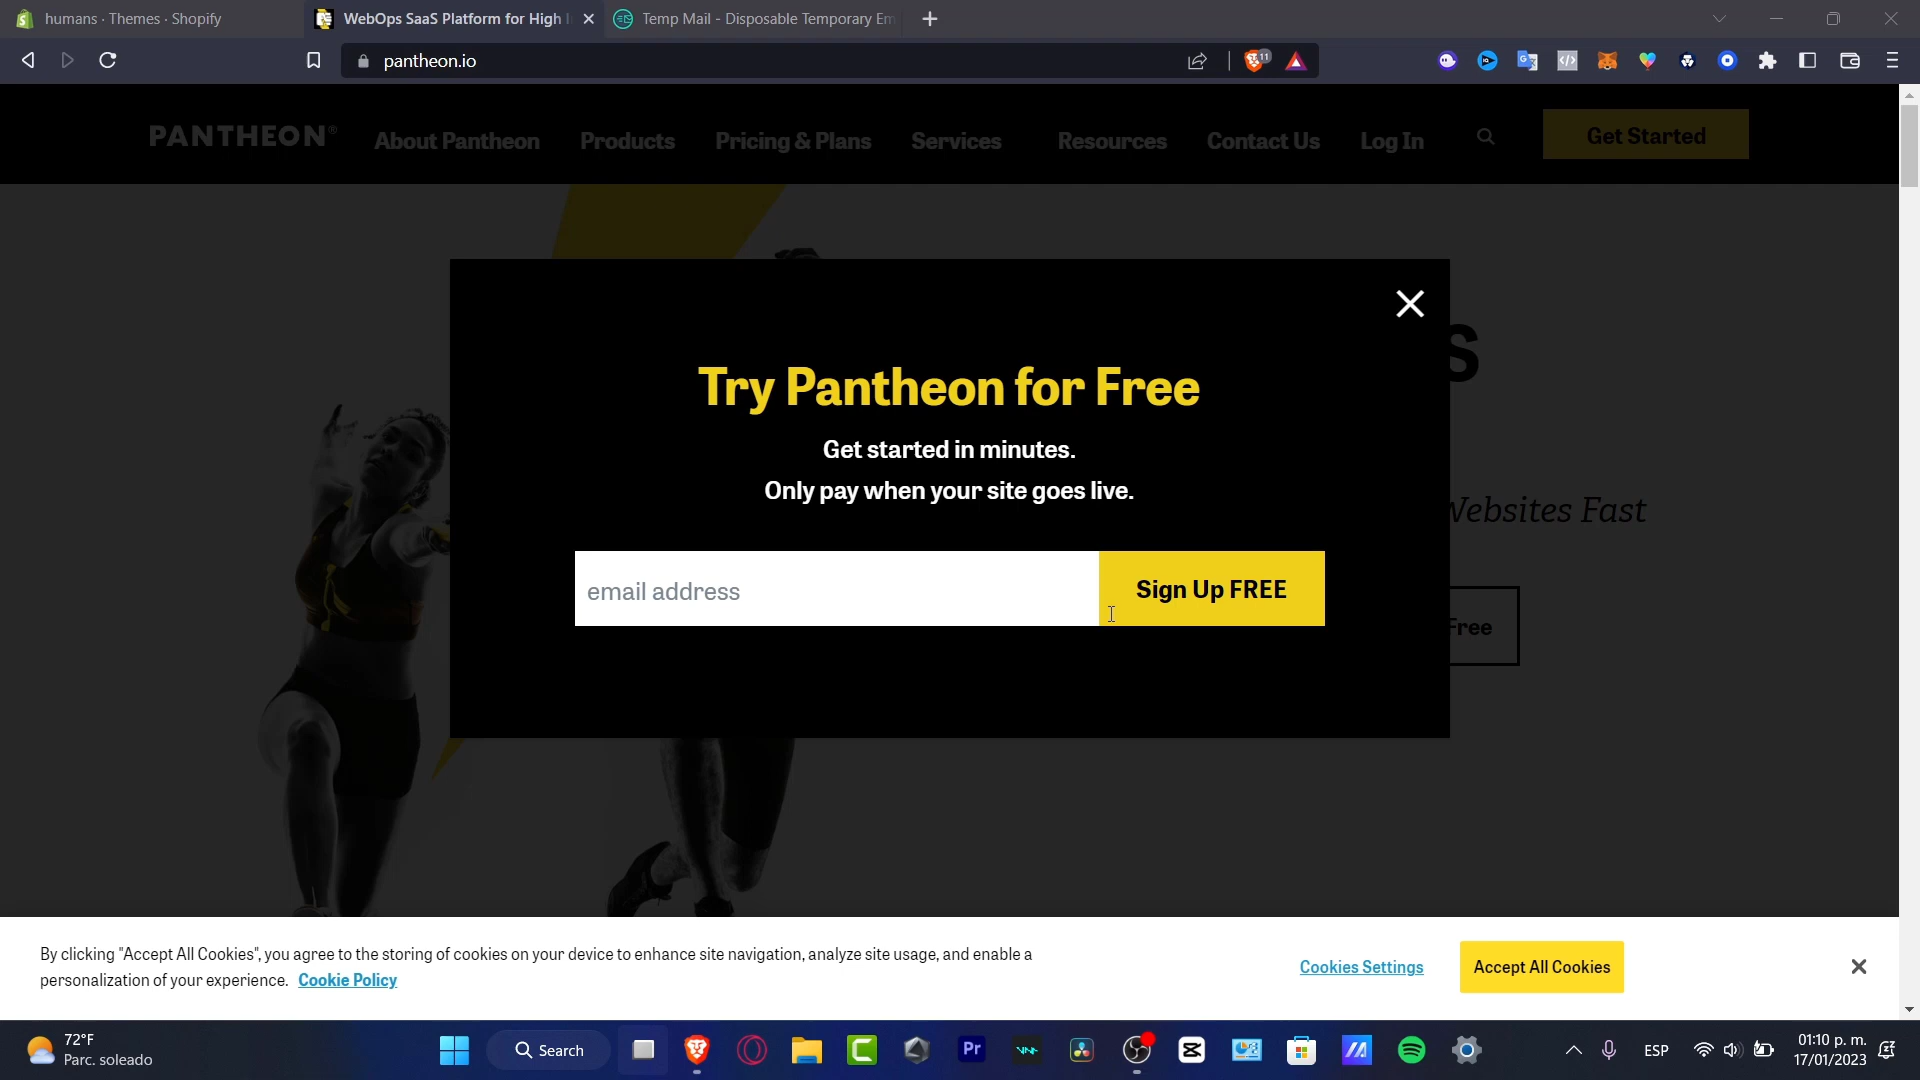 humans · Themes · Shopify
WebOps SaaS Platform for High I
Temp Mail - Disposable Temporary Em
pantheon.io
11
PANTHEON®
About Pantheon
Products
Pricing & Plans
Services
Resources
Contact Us
Log In
Get Started
s
Try Pantheon for Free
Get started in minutes.
Only pay when your site goes live.
Websites Fast
email address
Sign Up FREE
Free
By clicking "Accept All Cookies", you agree to the storing of cookies on your device to enhance site navigation, analyze site usage, and enable a
personalization of your experience. Cookie Policy
Cookies Settings
Accept All Cookies
72°F
Parc. soleado
Search
Pr
ESP
01:10 p. m.
17/01/2023